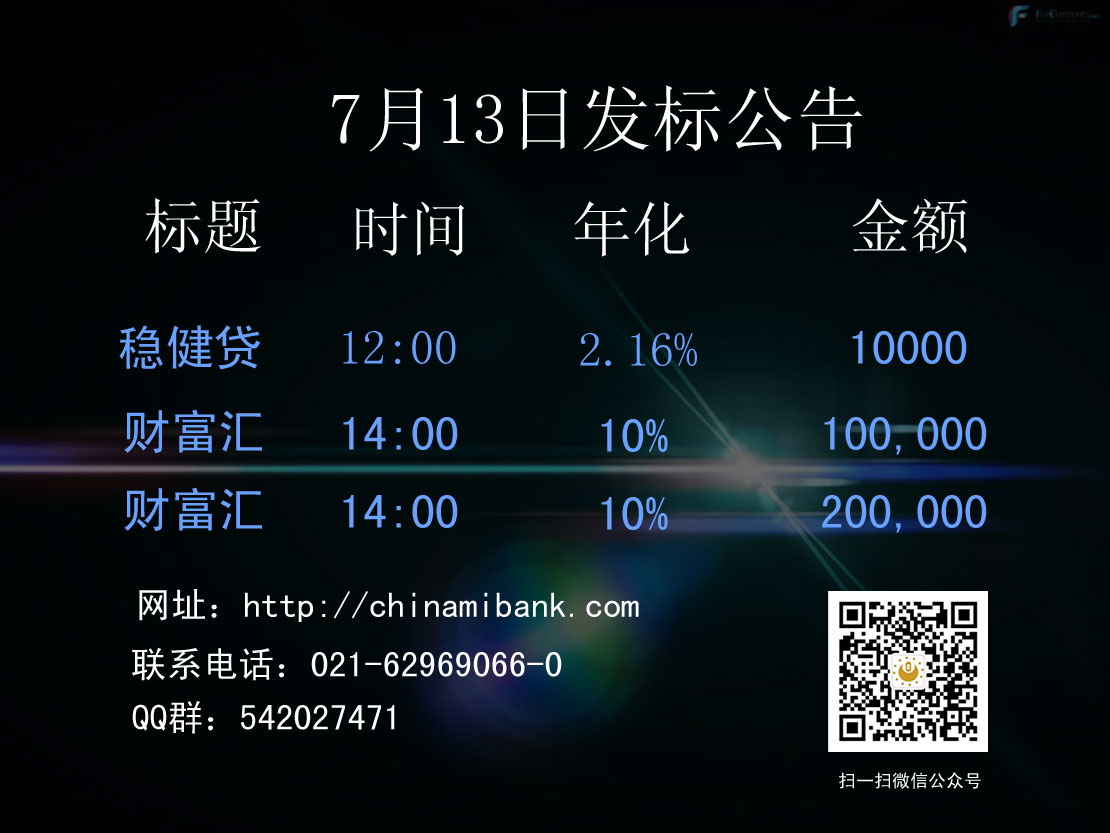 7月13日发标公告
标题 时间 年化 金额
稳健贷 12:00 2.16% 10000
财富汇 14:00 10% 100,000
财富汇 14:00 10% 200,000
网址：http://chinamibank.com
联系电话：021-62969066-0
QQ群：542027471
扫一扫微信公众号